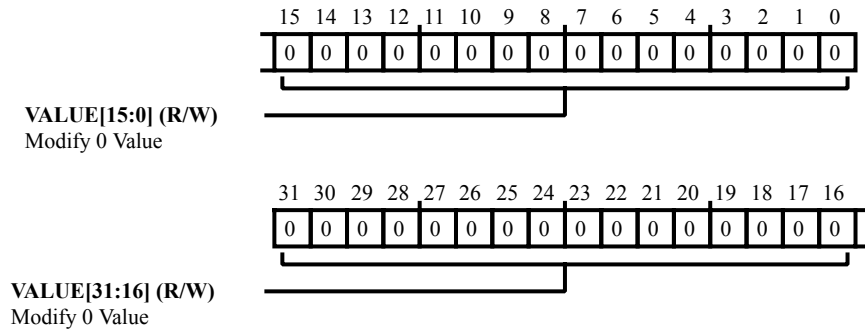 15 14 13 12 11 10 9 8 7 6 5 4 3 2 1 0
0 0 0 0 0 0 0 0 0 0 0 0 0 0 0 0
VALUE[15:0] (R/W)
Modify 0 Value
31 30 29 28 27 26 25 24 23 22 21 20 19 18 17 16
0 0 0 0 0 0 0 0 0 0 0 0 0 0 0 0
VALUE[31:16] (R/W)
Modify 0 Value